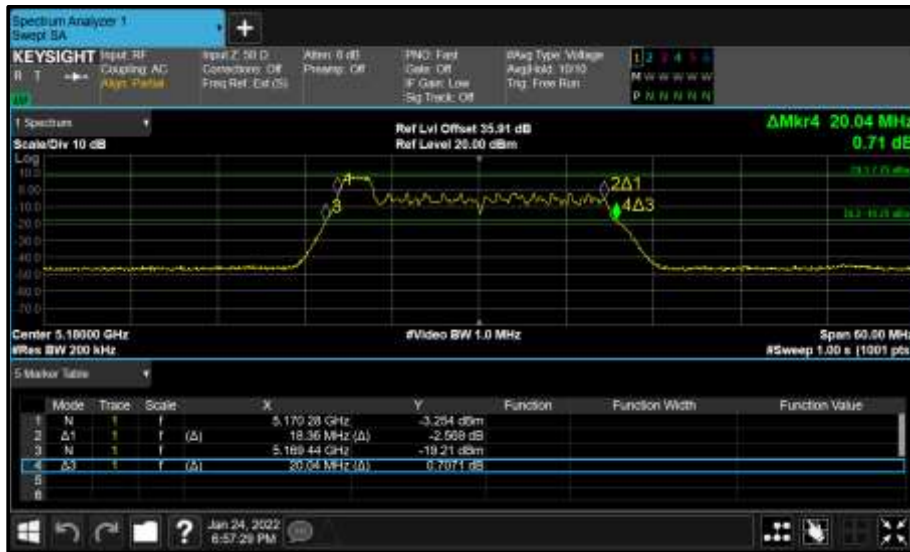 Spectrum Analyzer 1
Swept SA
+
KEYSIGHT
R T
Input: RF
Coupling: AC
Align: Partial
Input Z: 50 Ω
Corrections: Off
Freq Ref: Ext (S)
Atten: 6 dB
Preamp: Off
PNO: Fast
Gate: Off
IF Gain: Low
Sig Track: Off
#Avg Type: Voltage
Avg|Hold: 10/10
Trig: Free Run
1 2 3 4 5 6
M W W W W W
P N N N N N
1 Spectrum
Scale/Div 10 dB
Log
Ref Lvl Offset 35.91 dB
Ref Level 20.00 dBm
ΔMkr4 20.04 MHz
0.71 dB
10.0
0.00
-10.0
-20.0
-30.0
-40.0
-50.0
-60.0
-70.0
1
2Δ1
3
4Δ3
Center 5.18000 GHz
#Res BW 200 kHz
#Video BW 1.0 MHz
Span 60.00 MHz
#Sweep 1.00 s (1001 pts
5 Marker Table
Mode Trace Scale X Y Function Function Width Function Value
1 N 1 f 5.170 28 GHz -3.254 dBm
2 Δ1 1 f (Δ) 18.36 MHz (Δ) -2.569 dB
3 N 1 f 5.169 44 GHz -19.21 dBm
4 Δ3 1 f (Δ) 20.04 MHz (Δ) 0.7071 dB
5
6
?
Jan 24, 2022
6:57:29 PM